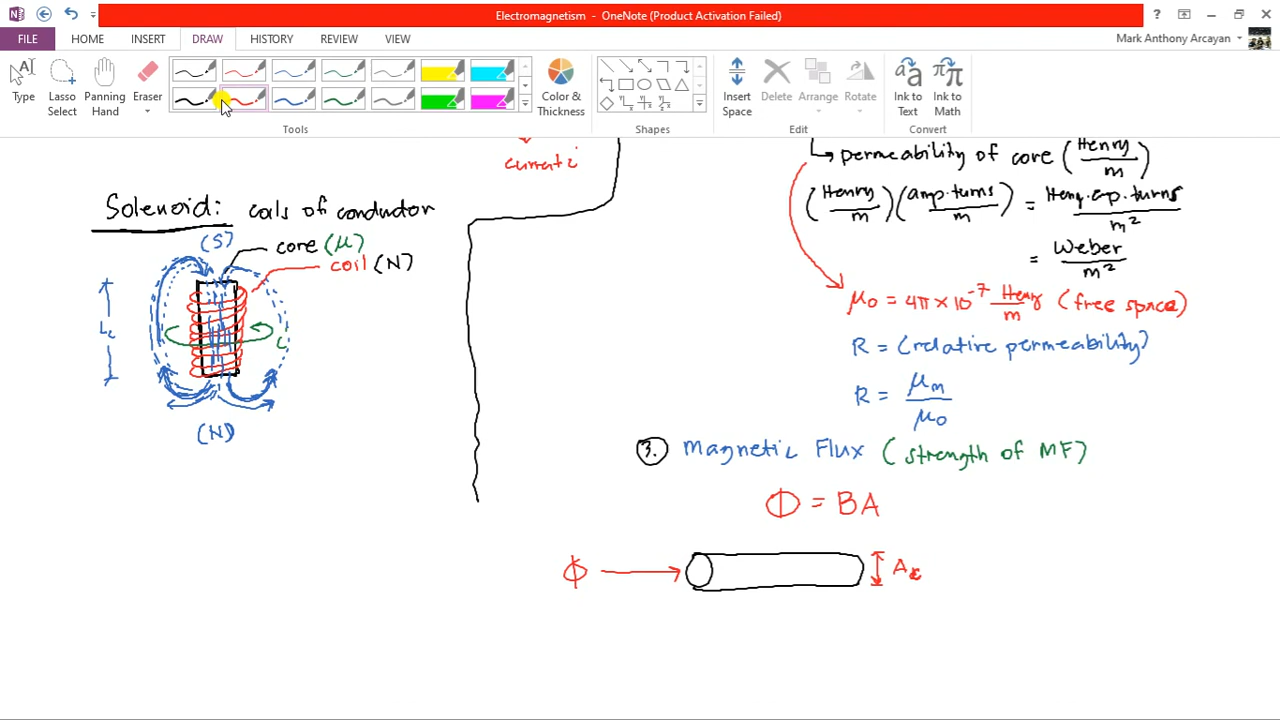 Electromagnetism - OneNote (Product Activation Failed)
FILE HOME INSERT DRAW HISTORY REVIEW VIEW
Mark Anthony Arcayan
Type
Lasso Select
Panning Hand
Eraser
Color & Thickness
Insert Space
Delete
Arrange
Rotate
Ink to Text
Ink to Math
Tools
Shapes
Edit
Convert
Solenoid: coils of conductor
(S)
core (μ)
coil (N)
Lc
(N)
permeability of core (Henry/m)
(Henry/m)(amp.turns/m) = Henry.amp.turns/m²
= Weber/m²
μo = 4π×10⁻⁷ Henry/m (free space)
R = (relative permeability)
R = μm/μo
3. Magnetic Flux (strength of MF)
Φ = BA
Φ
Ac